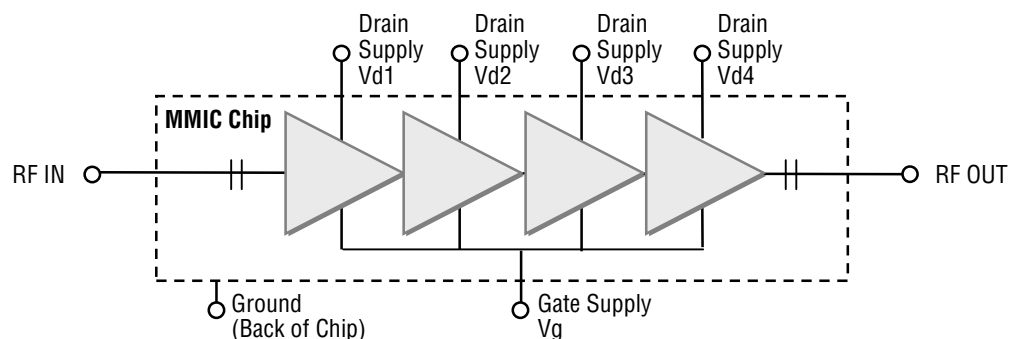 Drain
Supply
Vd1
Drain
Supply
Vd2
Drain
Supply
Vd3
Drain
Supply
Vd4
MMIC Chip
RF IN
RF OUT
Ground
(Back of Chip)
Gate Supply
Vg